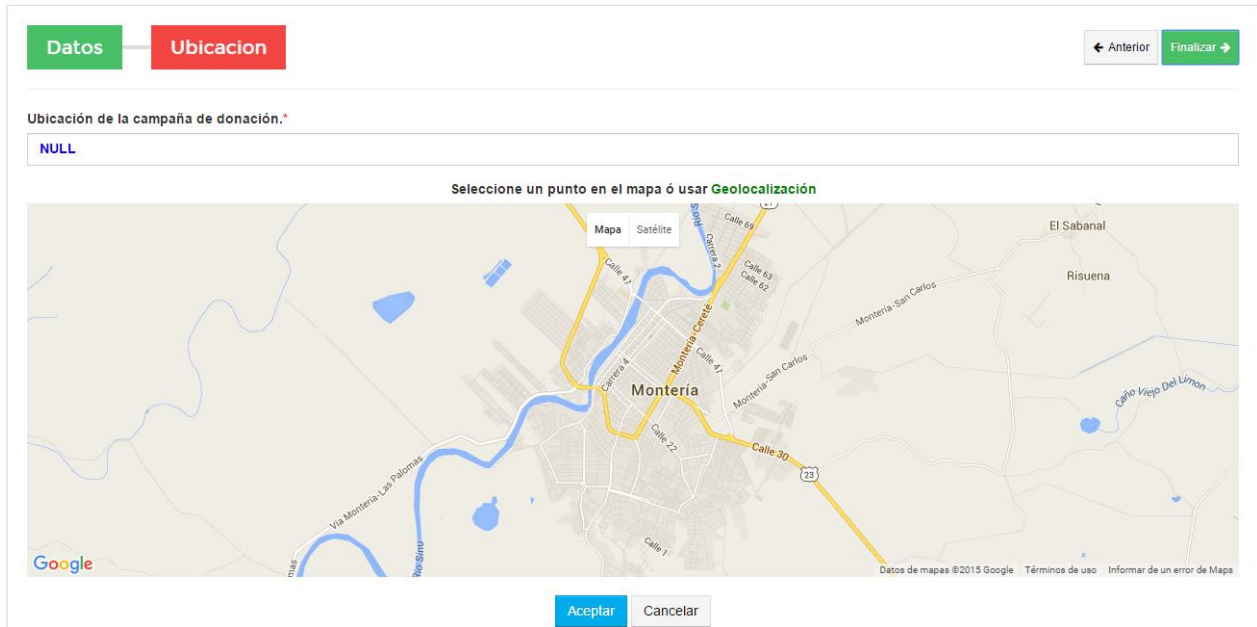 Datos
Ubicacion
Anterior
Finalizar
Ubicación de la campaña de donación.*
NULL
Seleccione un punto en el mapa ó usar Geolocalización
Mapa Satélite
Calle 69
El Sabanal
Carrera 2
Calle 41
Calle 63
Calle 62
Risuena
Montería-San Carlos
Montería-Cereté
Calle 41
Carrera 4
Montería
Montería-San Carlos
Caño Viejo Del Limon
Calle 22
Calle 30
23
Vía Montería-Las Palomas
Calle 1
Río Sinú
Google
Datos de mapas ©2015 Google Términos de uso Informar de un error de Maps
Aceptar Cancelar